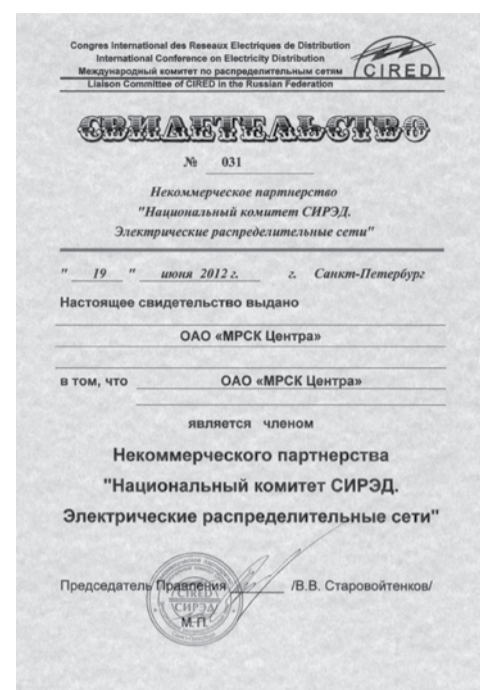 Congres International des Reseaux Electriques de Distribution
International Conference on Electricity Distribution
Международный комитет по распределительным сетям
Liaison Committee of CIRED in the Russian Federation
CIRED
СВИДЕТЕЛЬСТВО
№ 031
Некоммерческое партнерство
"Национальный комитет СИРЭД.
Электрические распределительные сети"
" 19 " июня 2012 г. г. Санкт-Петербург
Настоящее свидетельство выдано
ОАО «МРСК Центра»
в том, что ОАО «МРСК Центра»
является членом
Некоммерческого партнерства
"Национальный комитет СИРЭД.
Электрические распределительные сети"
Председатель Правления /В.В. Старовойтенков/
CIRED
СИРЭД
М.П.